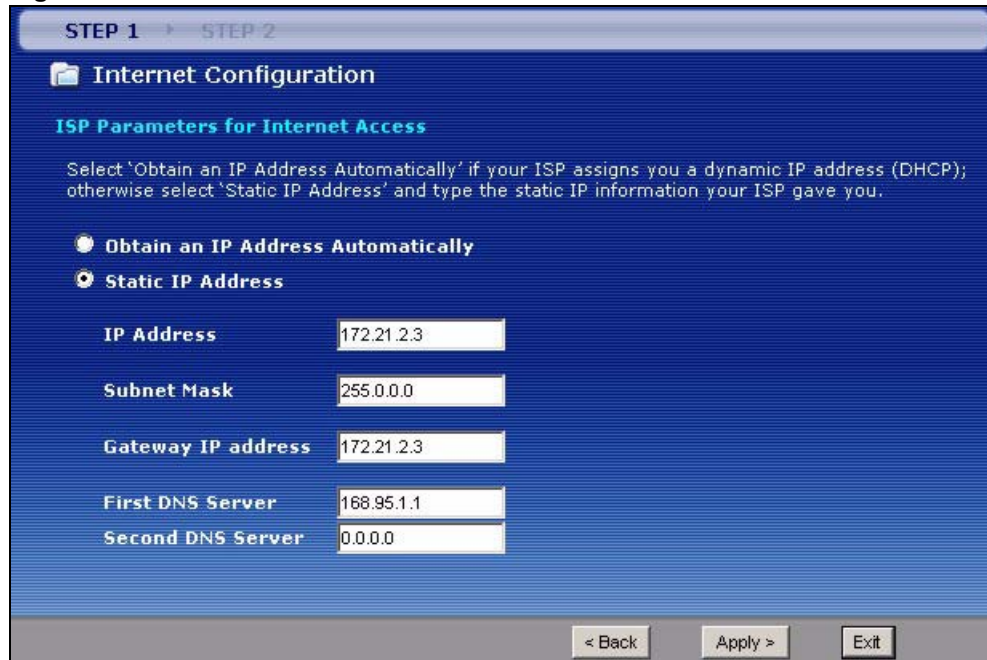 STEP 1 STEP 2
Internet Configuration
ISP Parameters for Internet Access
Select `Obtain an IP Address Automatically' if your ISP assigns you a dynamic IP address (DHCP);
otherwise select `Static IP Address' and type the static IP information your ISP gave you.
Obtain an IP Address Automatically
Static IP Address
IP Address 172.21.2.3
Subnet Mask 255.0.0.0
Gateway IP address 172.21.2.3
First DNS Server 168.95.1.1
Second DNS Server 0.0.0.0
< Back Apply > Exit